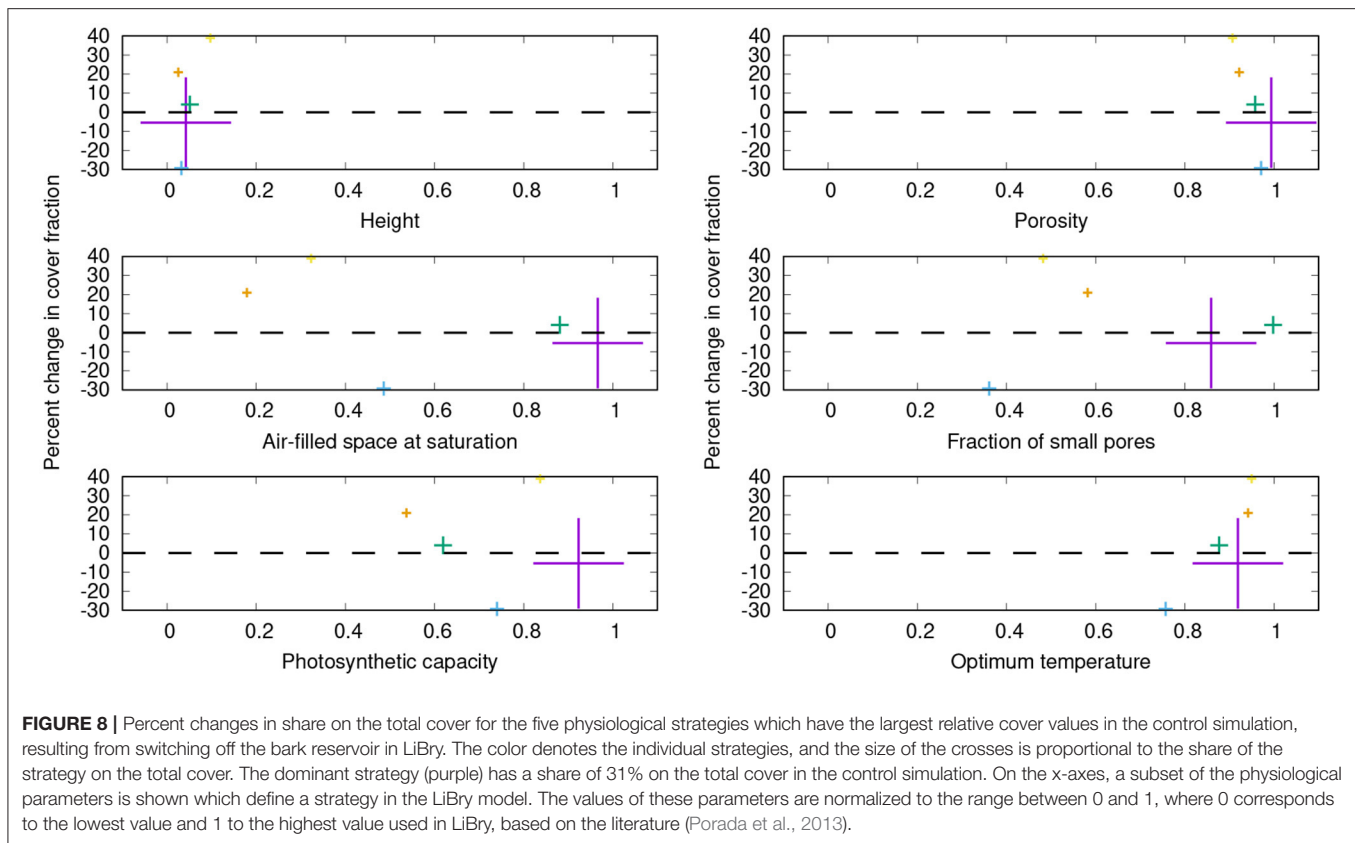 Percent change in cover fraction
40
30
20
10
0
-10
-20
-30
0 0.2 0.4 0.6 0.8 1
Height
40
30
20
10
0
-10
-20
-30
0 0.2 0.4 0.6 0.8 1
Air-filled space at saturation
40
30
20
10
0
-10
-20
-30
0 0.2 0.4 0.6 0.8 1
Photosynthetic capacity
Percent change in cover fraction
40
30
20
10
0
-10
-20
-30
0 0.2 0.4 0.6 0.8 1
Porosity
40
30
20
10
0
-10
-20
-30
0 0.2 0.4 0.6 0.8 1
Fraction of small pores
40
30
20
10
0
-10
-20
-30
0 0.2 0.4 0.6 0.8 1
Optimum temperature
FIGURE 8 | Percent changes in share on the total cover for the five physiological strategies which have the largest relative cover values in the control simulation,
resulting from switching off the bark reservoir in LiBry. The color denotes the individual strategies, and the size of the crosses is proportional to the share of the
strategy on the total cover. The dominant strategy (purple) has a share of 31% on the total cover in the control simulation. On the x-axes, a subset of the physiological
parameters is shown which define a strategy in the LiBry model. The values of these parameters are normalized to the range between 0 and 1, where 0 corresponds
to the lowest value and 1 to the highest value used in LiBry, based on the literature (Porada et al., 2013).